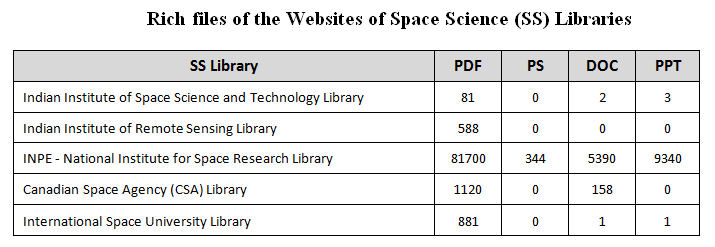 Rich files of the Websites of Space Science (SS) Libraries
SS Library PDF PS DOC PPT
Indian Institute of Space Science and Technology Library 81 0 2 3
Indian Institute of Remote Sensing Library 588 0 0 0
INPE - National Institute for Space Research Library 81700 344 5390 9340
Canadian Space Agency (CSA) Library 1120 0 158 0
International Space University Library 881 0 1 1